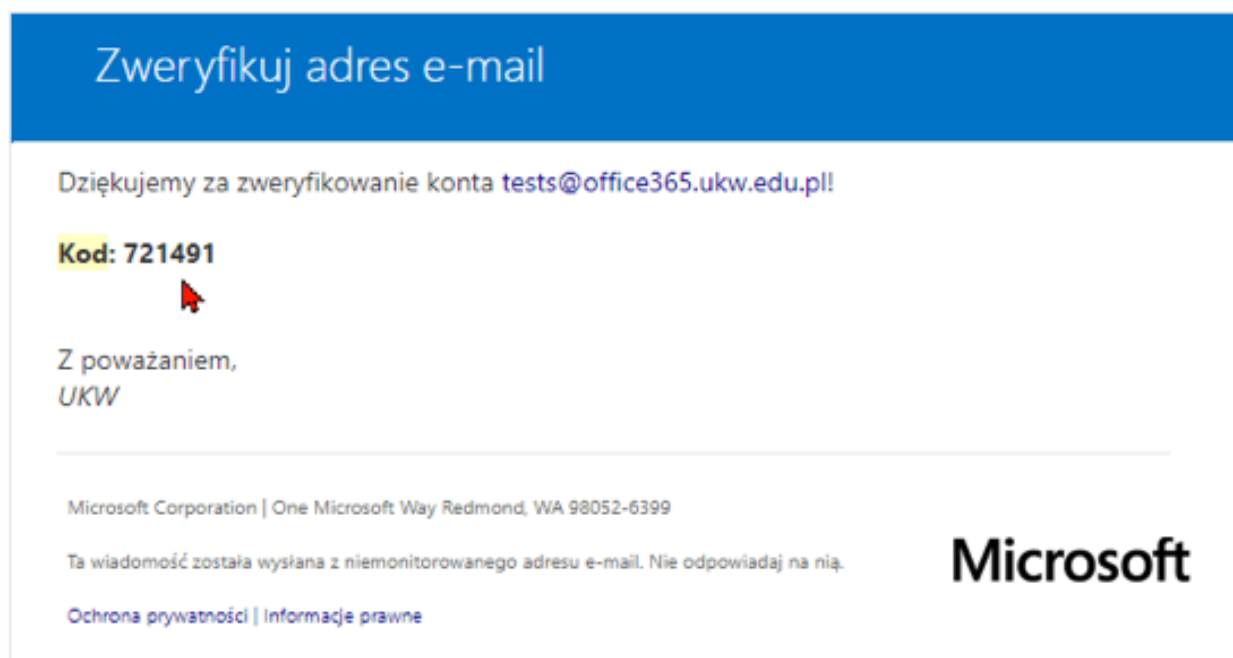 Zweryfikuj adres e-mail
Dziękujemy za zweryfikowanie konta tests@office365.ukw.edu.pl!
Kod: 721491
Z poważaniem,
UKW
Microsoft Corporation | One Microsoft Way Redmond, WA 98052-6399
Ta wiadomość została wysłana z niemonitorowanego adresu e-mail. Nie odpowiadaj na nią.
Microsoft
Ochrona prywatności | Informacje prawne